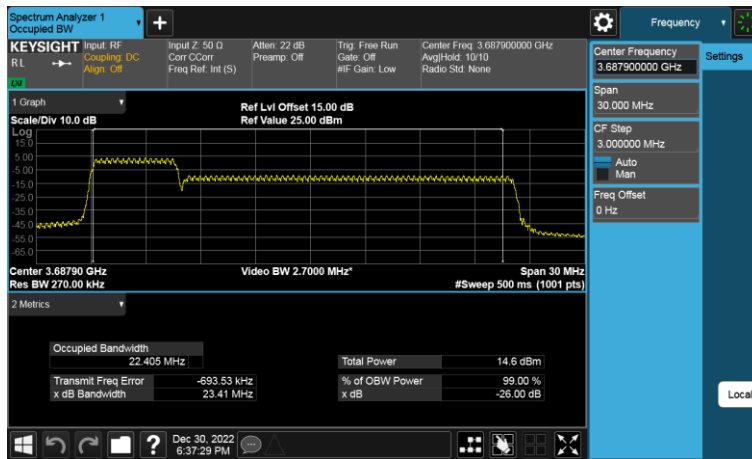 Spectrum Analyzer 1
Occupied BW
Frequency
KEYSIGHT
RL
LXI
Input: RF
Coupling: DC
Align: Off
Input Z: 50 Ω
Corr CCorr
Freq Ref: Int (S)
Atten: 22 dB
Preamp: Off
Trig: Free Run
Gate: Off
#IF Gain: Low
Center Freq: 3.687900000 GHz
Avg|Hold: 10/10
Radio Std: None
Center Frequency
3.687900000 GHz
Settings
Span
30.000 MHz
CF Step
3.000000 MHz
Auto
Man
Freq Offset
0 Hz
1 Graph
Scale/Div 10.0 dB
Ref Lvl Offset 15.00 dB
Ref Value 25.00 dBm
Log
15.0
5.00
-5.00
-15.0
-25.0
-35.0
-45.0
-55.0
-65.0
Center 3.68790 GHz
Video BW 2.7000 MHz*
Span 30 MHz
Res BW 270.00 kHz
#Sweep 500 ms (1001 pts)
2 Metrics
Occupied Bandwidth
22.405 MHz
Total Power 14.6 dBm
Transmit Freq Error -693.53 kHz
% of OBW Power 99.00 %
x dB Bandwidth 23.41 MHz
x dB -26.00 dB
Local
Dec 30, 2022
6:37:29 PM